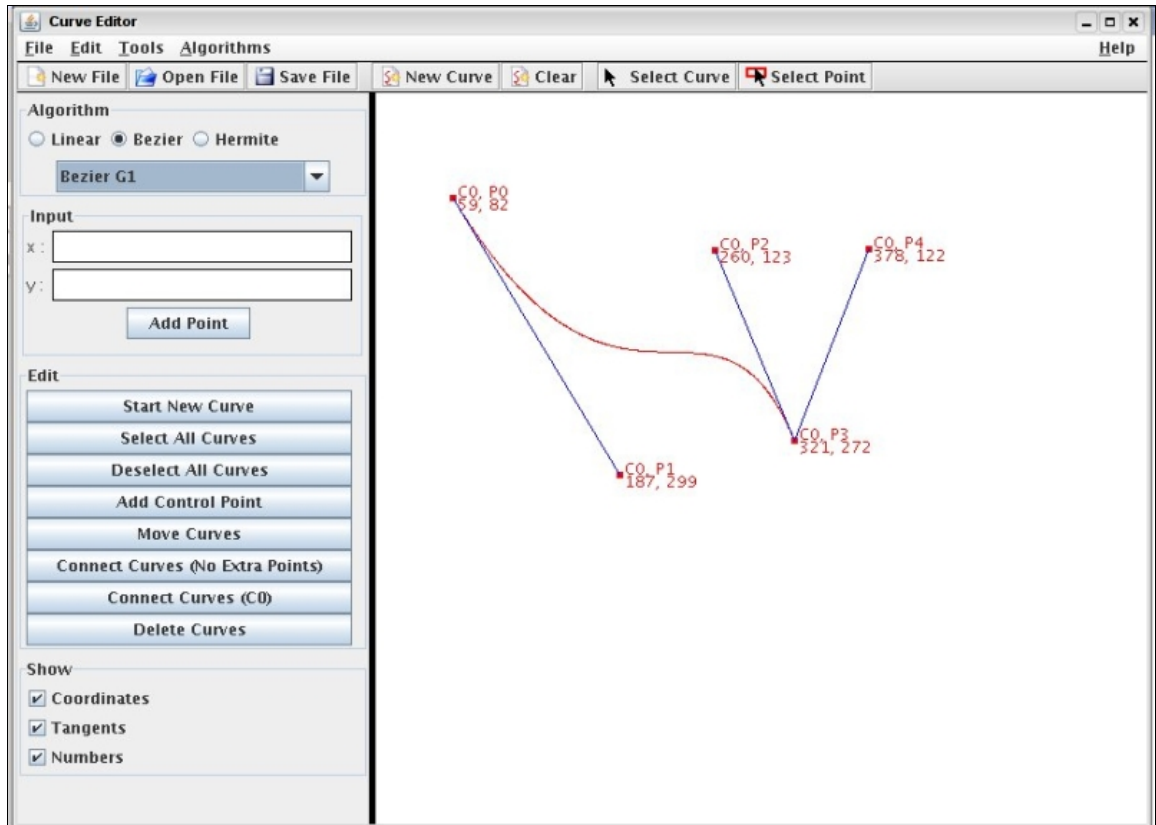 Curve Editor
File Edit Tools Algorithms Help
New File Open File Save File New Curve Clear Select Curve Select Point
Algorithm
Linear Bezier Hermite
Bezier G1
Input
x :
y :
Add Point
Edit
Start New Curve
Select All Curves
Deselect All Curves
Add Control Point
Move Curves
Connect Curves (No Extra Points)
Connect Curves (C0)
Delete Curves
Show
Coordinates
Tangents
Numbers
C0, P0
59, 82
C0, P2
260, 123
C0, P4
378, 122
C0, P3
321, 272
C0, P1
187, 299